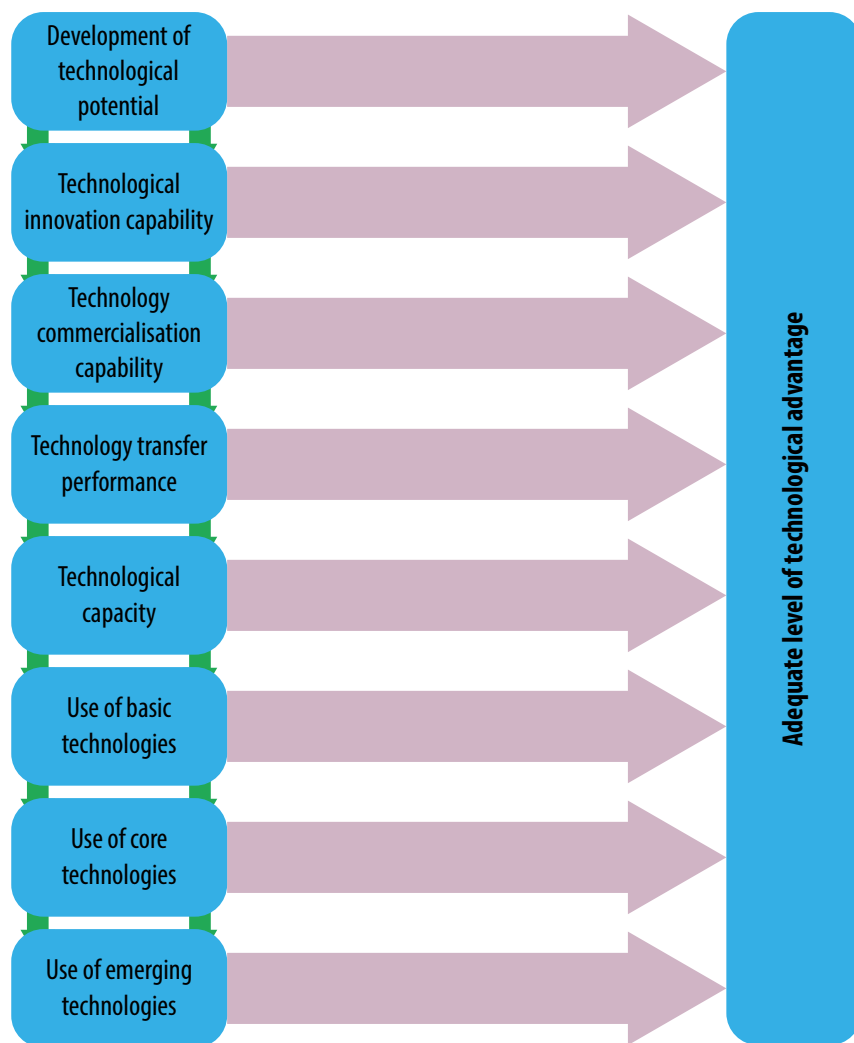 Development of
technological
potential
Technological
innovation capability
Technology
commercialisation
capability
Technology transfer
performance
Technological
capacity
Use of basic
technologies
Use of core
technologies
Use of emerging
technologies
Adequate level of technological advantage